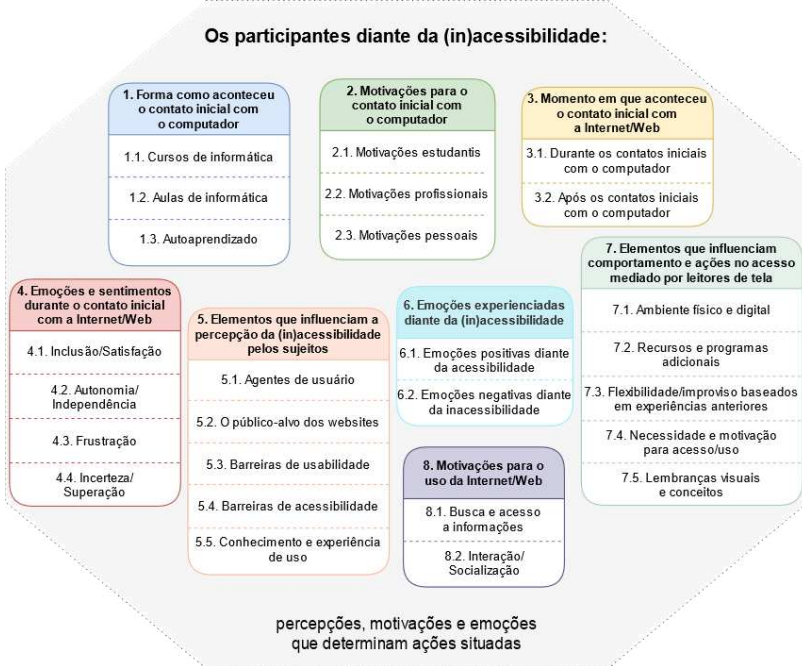 Os participantes diante da (in)acessibilidade:
1. Forma como aconteceu
o contato inicial com
o computador
1.1. Cursos de informática
1.2. Aulas de informática
1.3. Autoaprendizado
2. Motivações para o
contato inicial com
o computador
2.1. Motivações estudantis
2.2. Motivações profissionais
2.3. Motivações pessoais
3. Momento em que aconteceu
o contato inicial com
a Internet/Web
3.1. Durante os contatos iniciais
com o computador
3.2. Após os contatos iniciais
com o computador
4. Emoções e sentimentos
durante o contato inicial
com a Internet/Web
4.1. Inclusão/Satisfação
4.2. Autonomia/
Independência
4.3. Frustração
4.4. Incerteza/
Superação
5. Elementos que influenciam a
percepção da (in)acessibilidade
pelos sujeitos
5.1. Agentes de usuário
5.2. O público-alvo dos websites
5.3. Barreiras de usabilidade
5.4. Barreiras de acessibilidade
5.5. Conhecimento e experiência
de uso
6. Emoções experienciadas
diante da (in)acessibilidade
6.1. Emoções positivas diante
da acessibilidade
6.2. Emoções negativas diante
da inacessibilidade
7. Elementos que influenciam
comportamento e ações no acesso
mediado por leitores de tela
7.1. Ambiente físico e digital
7.2. Recursos e programas
adicionais
7.3. Flexibilidade/improviso baseados
em experiências anteriores
7.4. Necessidade e motivação
para acesso/uso
7.5. Lembranças visuais
e conceitos
8. Motivações para o
uso da Internet/Web
8.1. Busca e acesso
a informações
8.2. Interação/
Socialização
percepções, motivações e emoções
que determinam ações situadas